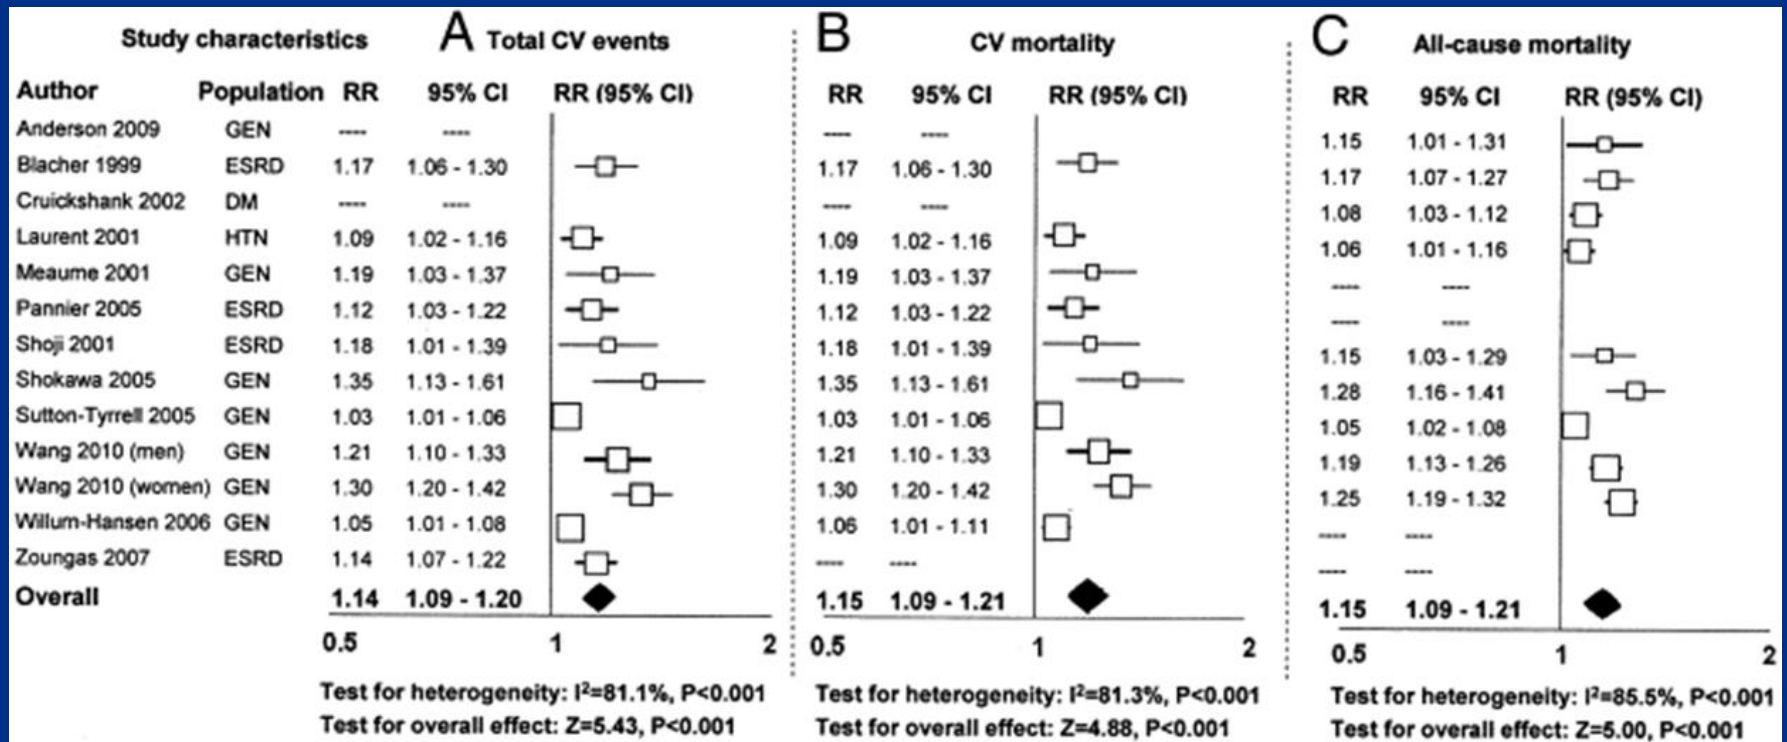 Study characteristics A Total CV events B CV mortality C All-cause mortality
Author Population RR 95% CI RR (95% CI) RR 95% CI RR (95% CI) RR 95% CI RR (95% CI)
Anderson 2009 GEN ---- ---- ---- ---- 1.15 1.01 - 1.31
Blacher 1999 ESRD 1.17 1.06 - 1.30 1.17 1.06 - 1.30 1.17 1.07 - 1.27
Cruickshank 2002 DM ---- ---- ---- ---- 1.08 1.03 - 1.12
Laurent 2001 HTN 1.09 1.02 - 1.16 1.09 1.02 - 1.16 1.06 1.01 - 1.16
Meaume 2001 GEN 1.19 1.03 - 1.37 1.19 1.03 - 1.37 ---- ----
Pannier 2005 ESRD 1.12 1.03 - 1.22 1.12 1.03 - 1.22 ---- ----
Shoji 2001 ESRD 1.18 1.01 - 1.39 1.18 1.01 - 1.39 1.15 1.03 - 1.29
Shokawa 2005 GEN 1.35 1.13 - 1.61 1.35 1.13 - 1.61 1.28 1.16 - 1.41
Sutton-Tyrrell 2005 GEN 1.03 1.01 - 1.06 1.03 1.01 - 1.06 1.05 1.02 - 1.08
Wang 2010 (men) GEN 1.21 1.10 - 1.33 1.21 1.10 - 1.33 1.19 1.13 - 1.26
Wang 2010 (women) GEN 1.30 1.20 - 1.42 1.30 1.20 - 1.42 1.25 1.19 - 1.32
Willum-Hansen 2006 GEN 1.05 1.01 - 1.08 1.06 1.01 - 1.11 ---- ----
Zoungas 2007 ESRD 1.14 1.07 - 1.22 ---- ---- ---- ----
Overall 1.14 1.09 - 1.20 1.15 1.09 - 1.21 1.15 1.09 - 1.21
0.5 1 2 0.5 1 2 0.5 1 2
Test for heterogeneity: I²=81.1%, P<0.001 Test for heterogeneity: I²=81.3%, P<0.001 Test for heterogeneity: I²=85.5%, P<0.001
Test for overall effect: Z=5.43, P<0.001 Test for overall effect: Z=4.88, P<0.001 Test for overall effect: Z=5.00, P<0.001